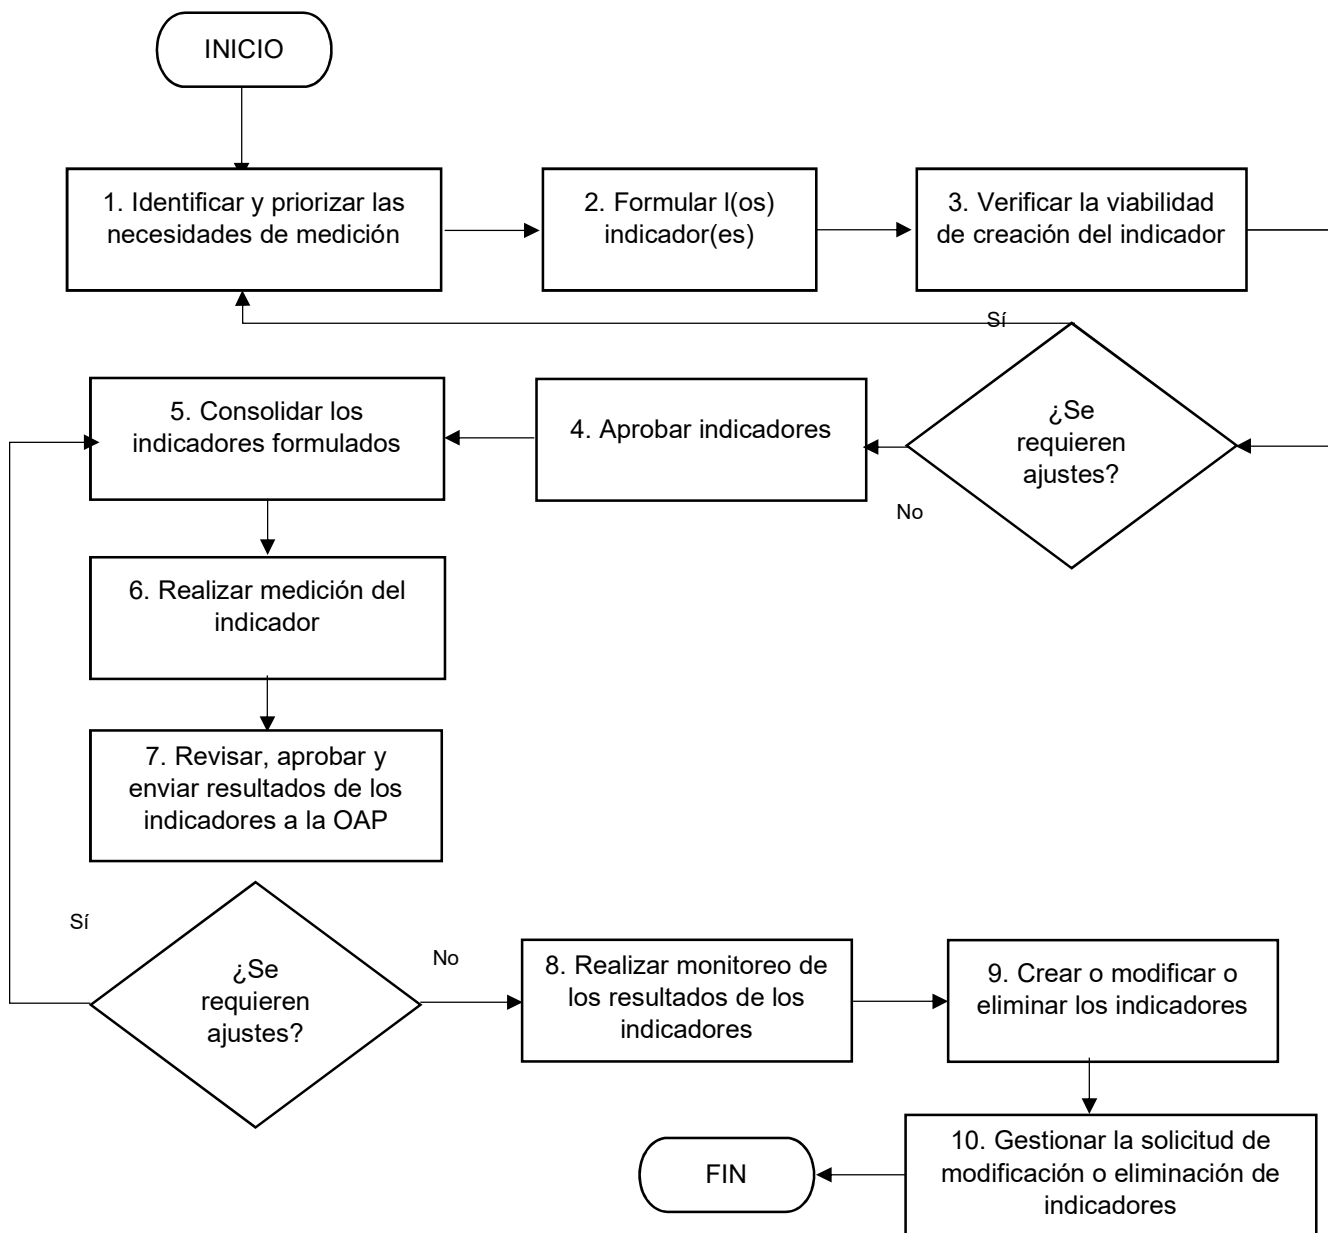 INICIO
1. Identificar y priorizar las
necesidades de medición
2. Formular l(os)
indicador(es)
3. Verificar la viabilidad
de creación del indicador
Sí
¿Se
requieren
ajustes?
No
4. Aprobar indicadores
5. Consolidar los
indicadores formulados
6. Realizar medición del
indicador
7. Revisar, aprobar y
enviar resultados de los
indicadores a la OAP
Sí
¿Se
requieren
ajustes?
No
8. Realizar monitoreo de
los resultados de los
indicadores
9. Crear o modificar o
eliminar los indicadores
10. Gestionar la solicitud de
modificación o eliminación de
indicadores
FIN